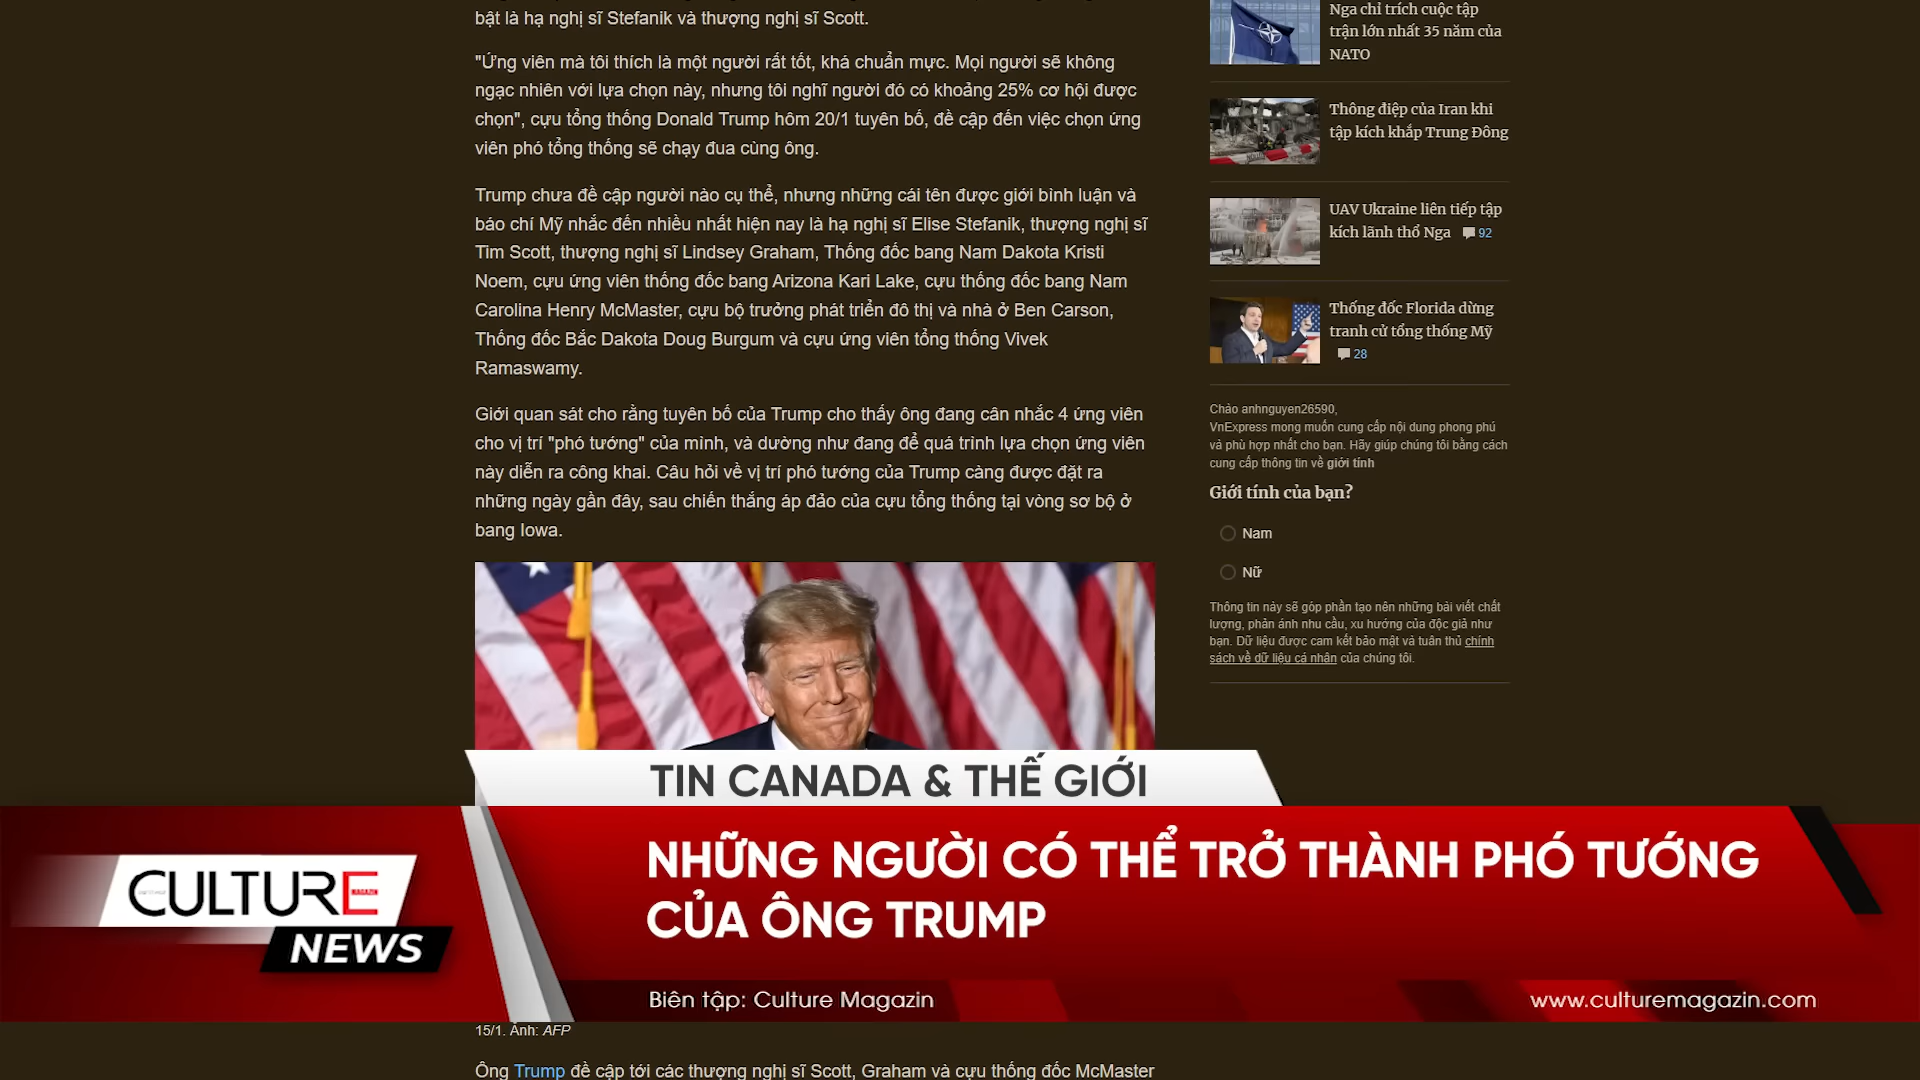 bật là hạ nghị sĩ Stefanik và thượng nghị sĩ Scott.
"Ứng viên mà tôi thích là một người rất tốt, khá chuẩn mực. Mọi người sẽ không
ngạc nhiên với lựa chọn này, nhưng tôi nghĩ người đó có khoảng 25% cơ hội được
chọn", cựu tổng thống Donald Trump hôm 20/1 tuyên bố, đề cập đến việc chọn ứng
viên phó tổng thống sẽ chạy đua cùng ông.
Trump chưa đề cập người nào cụ thể, nhưng những cái tên được giới bình luận và
báo chí Mỹ nhắc đến nhiều nhất hiện nay là hạ nghị sĩ Elise Stefanik, thượng nghị sĩ
Tim Scott, thượng nghị sĩ Lindsey Graham, Thống đốc bang Nam Dakota Kristi
Noem, cựu ứng viên thống đốc bang Arizona Kari Lake, cựu thống đốc bang Nam
Carolina Henry McMaster, cựu bộ trưởng phát triển đô thị và nhà ở Ben Carson,
Thống đốc Bắc Dakota Doug Burgum và cựu ứng viên tổng thống Vivek
Ramaswamy.
Giới quan sát cho rằng tuyên bố của Trump cho thấy ông đang cân nhắc 4 ứng viên
cho vị trí "phó tướng" của mình, và dường như đang để quá trình lựa chọn ứng viên
này diễn ra công khai. Câu hỏi về vị trí phó tướng của Trump càng được đặt ra
những ngày gần đây, sau chiến thắng áp đảo của cựu tổng thống tại vòng sơ bộ ở
bang Iowa.
Nga chỉ trích cuộc tập
trận lớn nhất 35 năm của
NATO
Thông điệp của Iran khi
tập kích khắp Trung Đông
UAV Ukraine liên tiếp tập
kích lãnh thổ Nga 92
Thống đốc Florida dừng
tranh cử tổng thống Mỹ
28
Chào anhnguyen26590,
VnExpress mong muốn cung cấp nội dung phong phú
và phù hợp nhất cho bạn. Hãy giúp chúng tôi bằng cách
cung cấp thông tin về giới tính
Giới tính của bạn?
Nam
Nữ
Thông tin này sẽ góp phần tạo nên những bài viết chất
lượng, phản ánh nhu cầu, xu hướng của độc giả như
bạn. Dữ liệu được cam kết bảo mật và tuân thủ chính
sách về dữ liệu cá nhân của chúng tôi.
TIN CANADA & THẾ GIỚI
NHỮNG NGƯỜI CÓ THỂ TRỞ THÀNH PHÓ TƯỚNG
CỦA ÔNG TRUMP
CULTURE
NEWS
Biên tập: Culture Magazin
www.culturemagazin.com
15/1. Ảnh: AFP
Ông Trump đề cập tới các thượng nghị sĩ Scott, Graham và cựu thống đốc McMaster